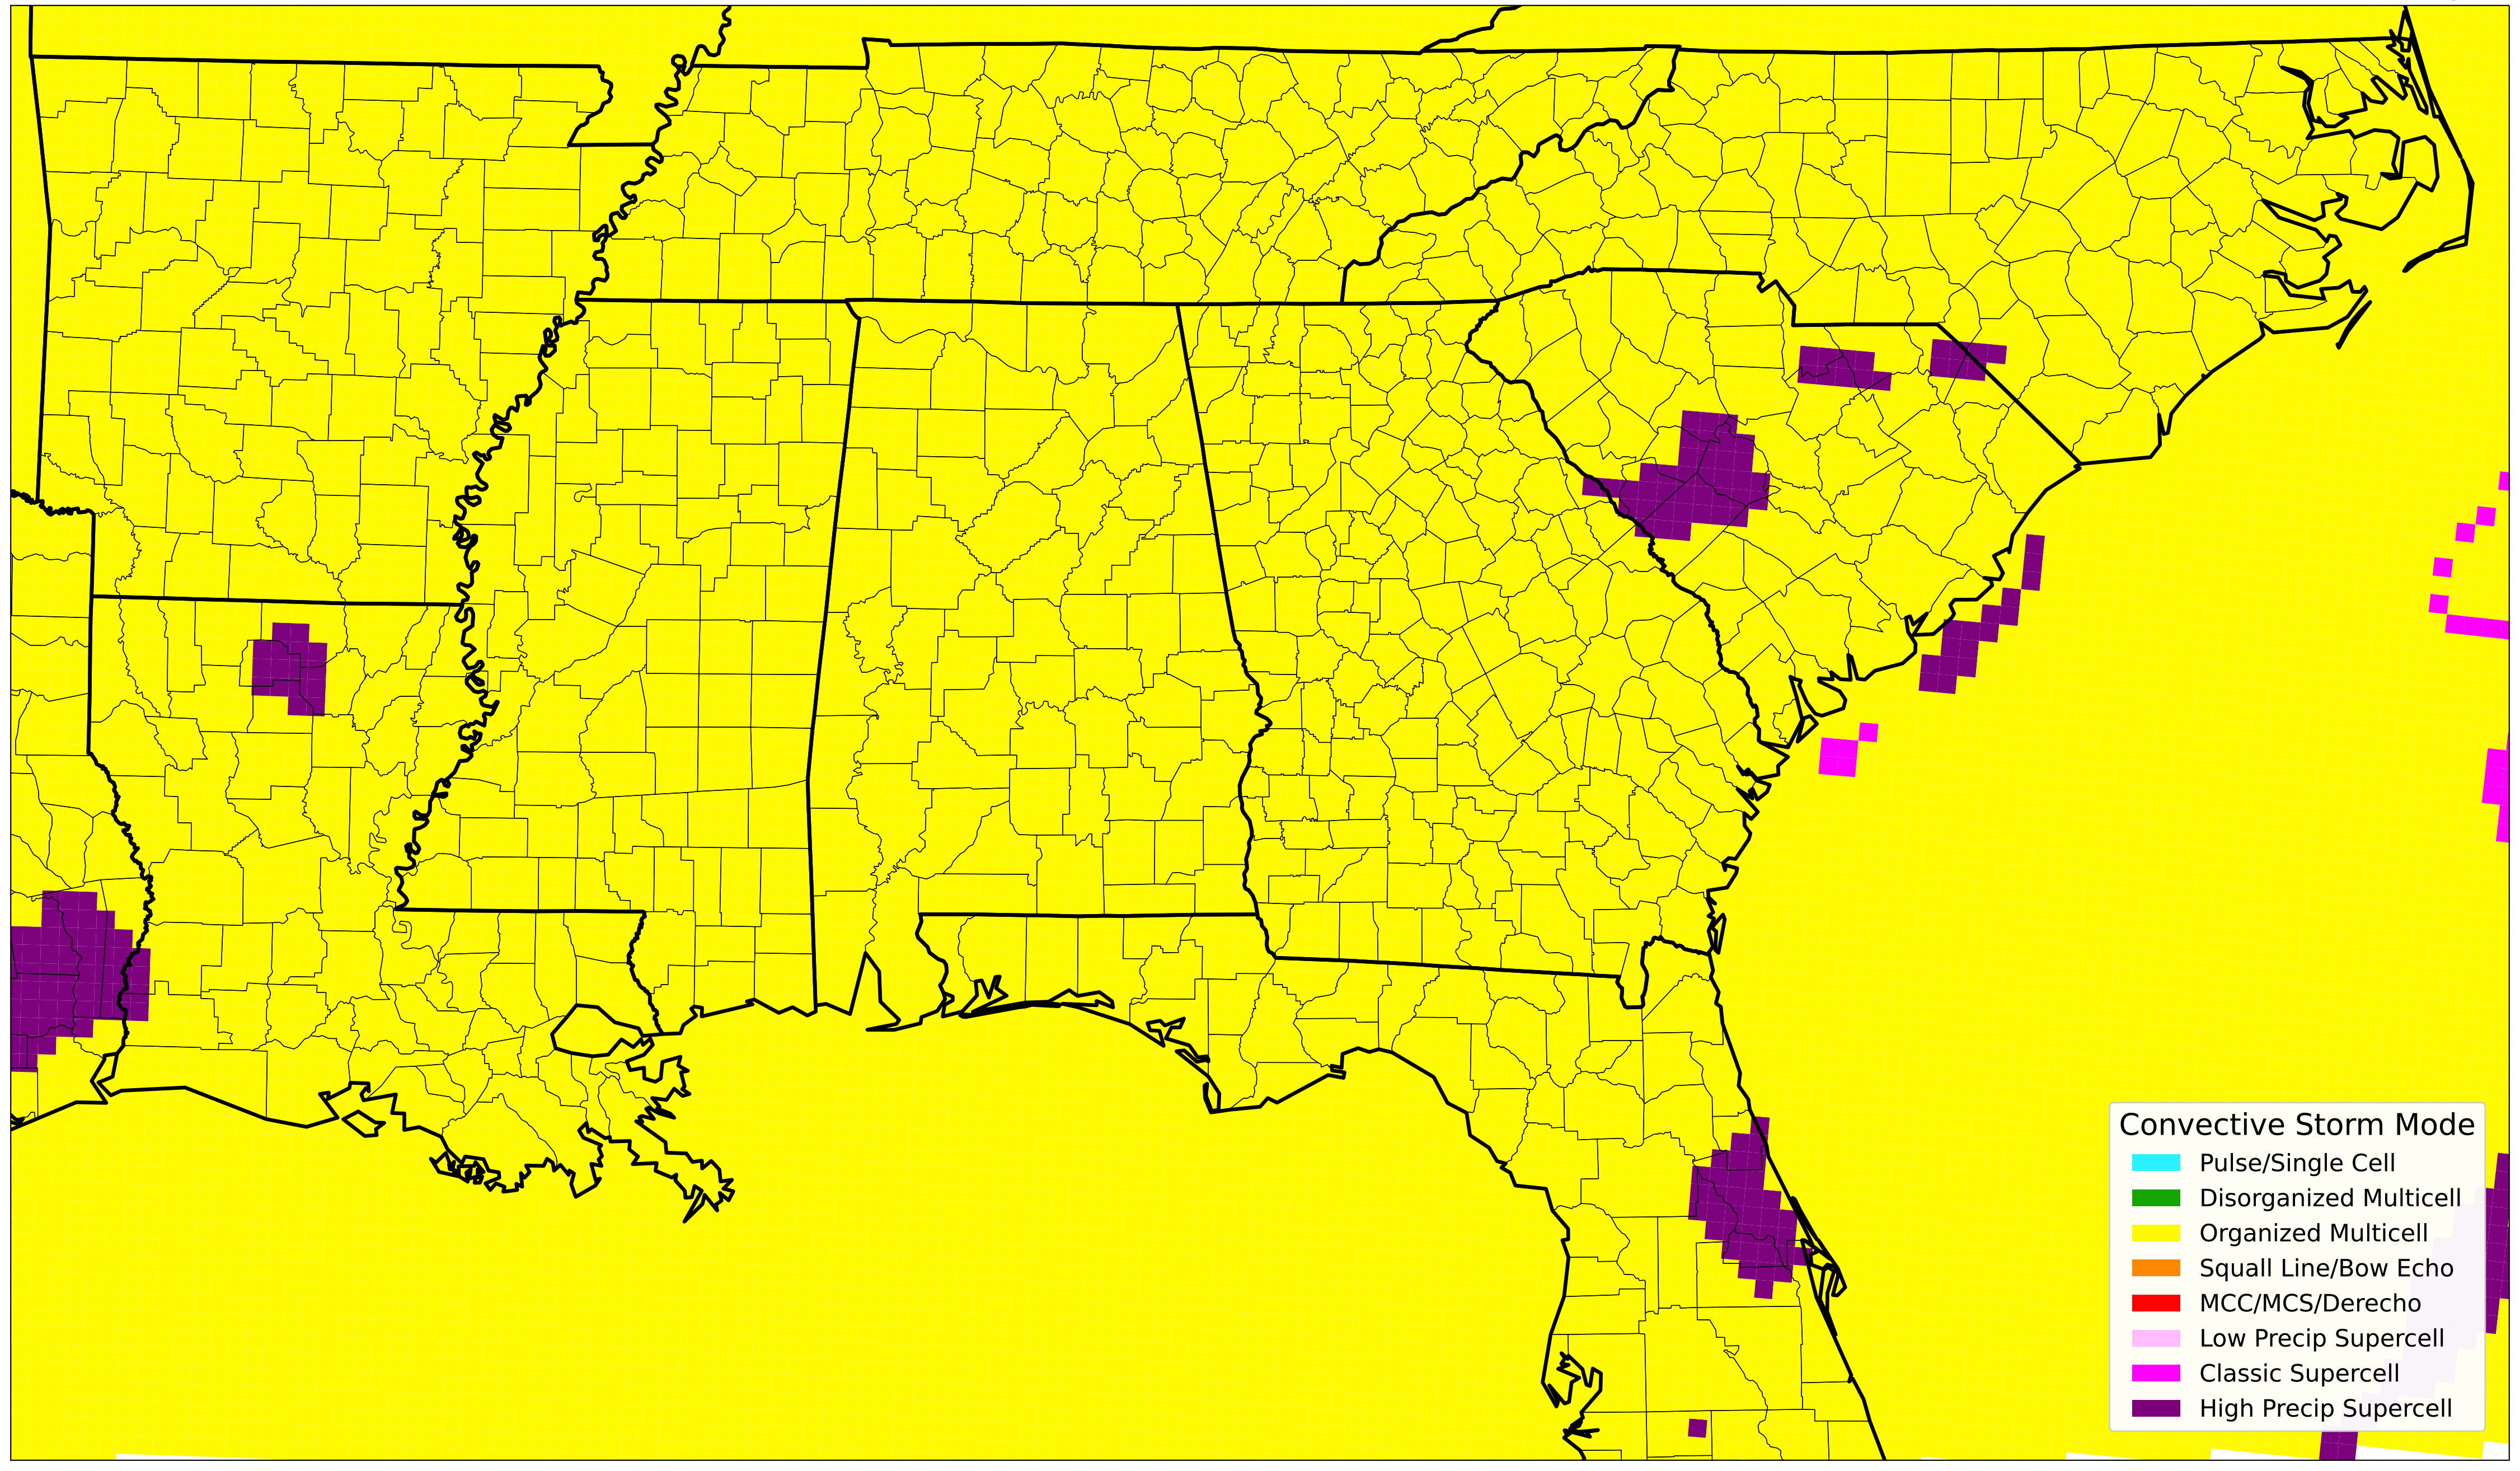 Convective Storm Mode
Pulse/Single Cell
Disorganized Multicell
Organized Multicell
Squall Line/Bow Echo
MCC/MCS/Derecho
Low Precip Supercell
Classic Supercell
High Precip Supercell